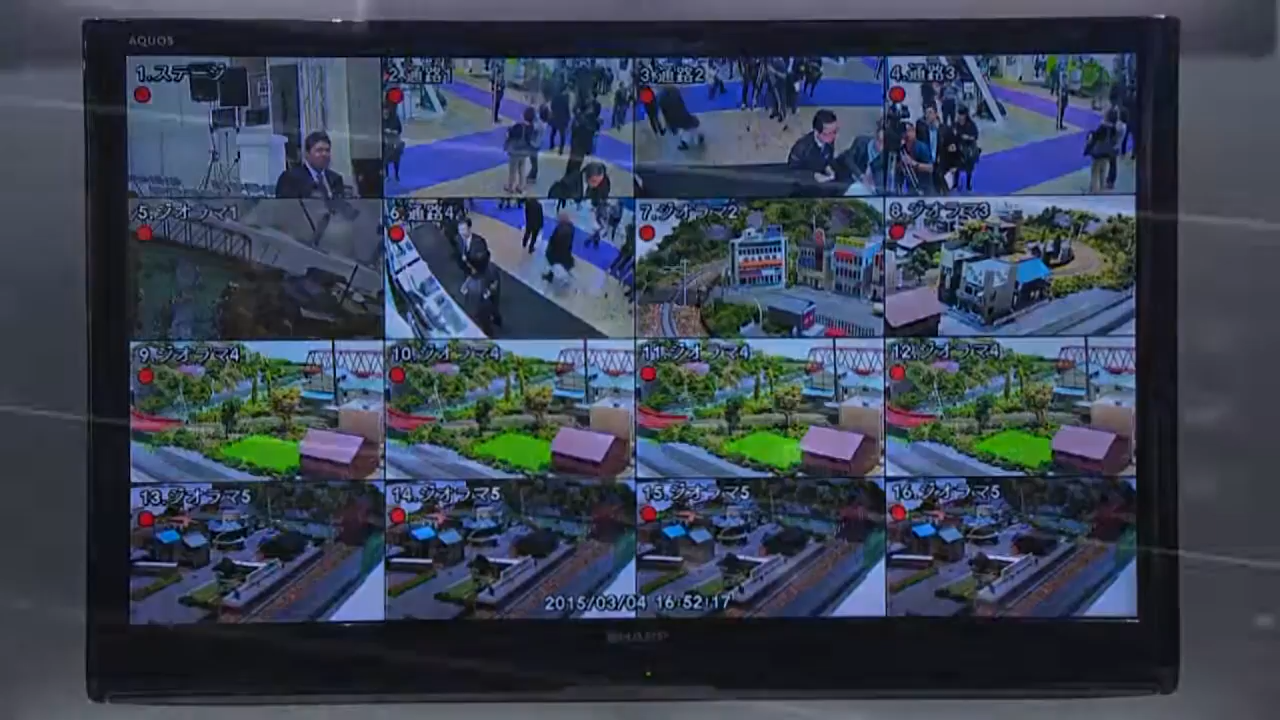 AQUOS
1.ステージ
2.通路1
3.通路2
4.通路3
5.ジオラマ1
6.通路4
7.ジオラマ2
8.ジオラマ3
9.ジオラマ4
10.ジオラマ4
11.ジオラマ4
12.ジオラマ4
13.ジオラマ5
14.ジオラマ5
15.ジオラマ5
16.ジオラマ5
2015/03/04 16:52:17
SHARP